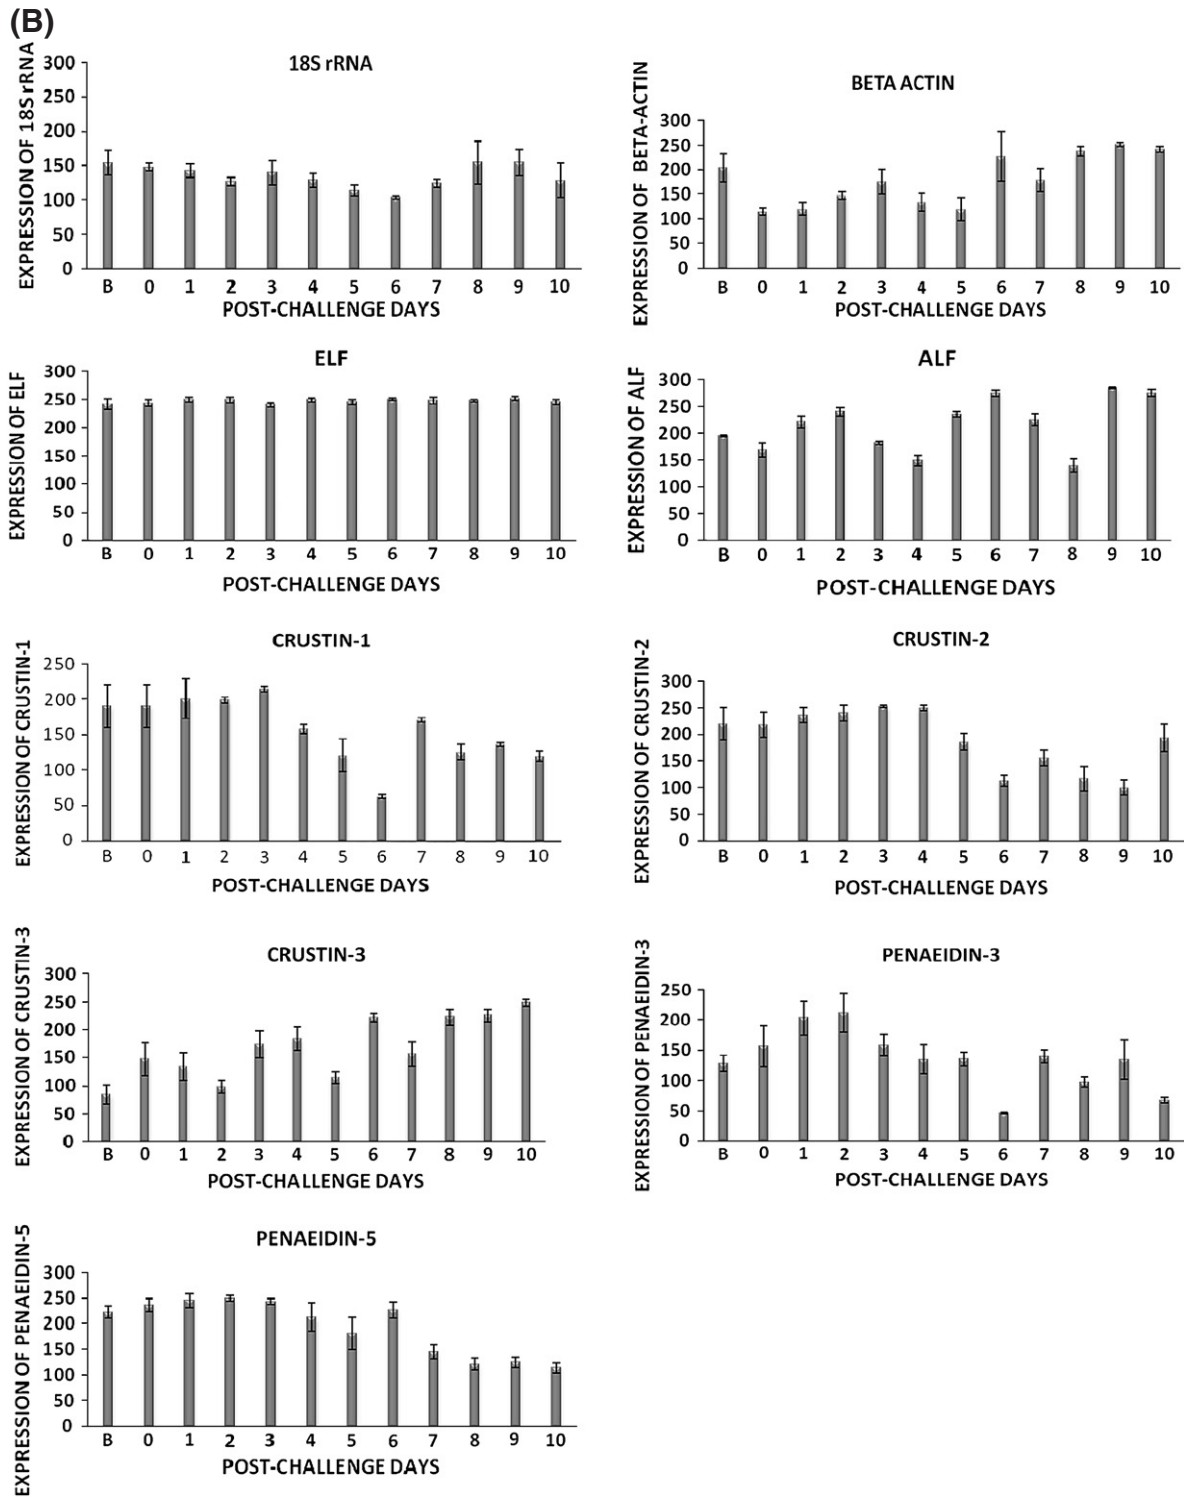 (B)
18S rRNA
EXPRESSION OF 18S rRNA
300
250
200
150
100
50
0
B 0 1 2 3 4 5 6 7 8 9 10
POST-CHALLENGE DAYS
BETA ACTIN
EXPRESSION OF BETA-ACTIN
300
250
200
150
100
50
0
B 0 1 2 3 4 5 6 7 8 9 10
POST-CHALLENGE DAYS
ELF
EXPRESSION OF ELF
300
250
200
150
100
50
0
B 0 1 2 3 4 5 6 7 8 9 10
POST-CHALLENGE DAYS
ALF
EXPRESSION OF ALF
300
250
200
150
100
50
0
B 0 1 2 3 4 5 6 7 8 9 10
POST-CHALLENGE DAYS
CRUSTIN-1
EXPRESSION OF CRUSTIN-1
250
200
150
100
50
0
B 0 1 2 3 4 5 6 7 8 9 10
POST-CHALLENGE DAYS
CRUSTIN-2
EXPRESSION OF CRUSTIN-2
300
250
200
150
100
50
0
B 0 1 2 3 4 5 6 7 8 9 10
POST-CHALLENGE DAYS
CRUSTIN-3
EXPRESSION OF CRUSTIN-3
300
250
200
150
100
50
0
B 0 1 2 3 4 5 6 7 8 9 10
POST-CHALLENGE DAYS
PENAEIDIN-3
EXPRESSION OF PENAEIDIN-3
250
200
150
100
50
0
B 0 1 2 3 4 5 6 7 8 9 10
POST-CHALLENGE DAYS
PENAEIDIN-5
EXPRESSION OF PENAEIDIN-5
300
250
200
150
100
50
0
B 0 1 2 3 4 5 6 7 8 9 10
POST-CHALLENGE DAYS